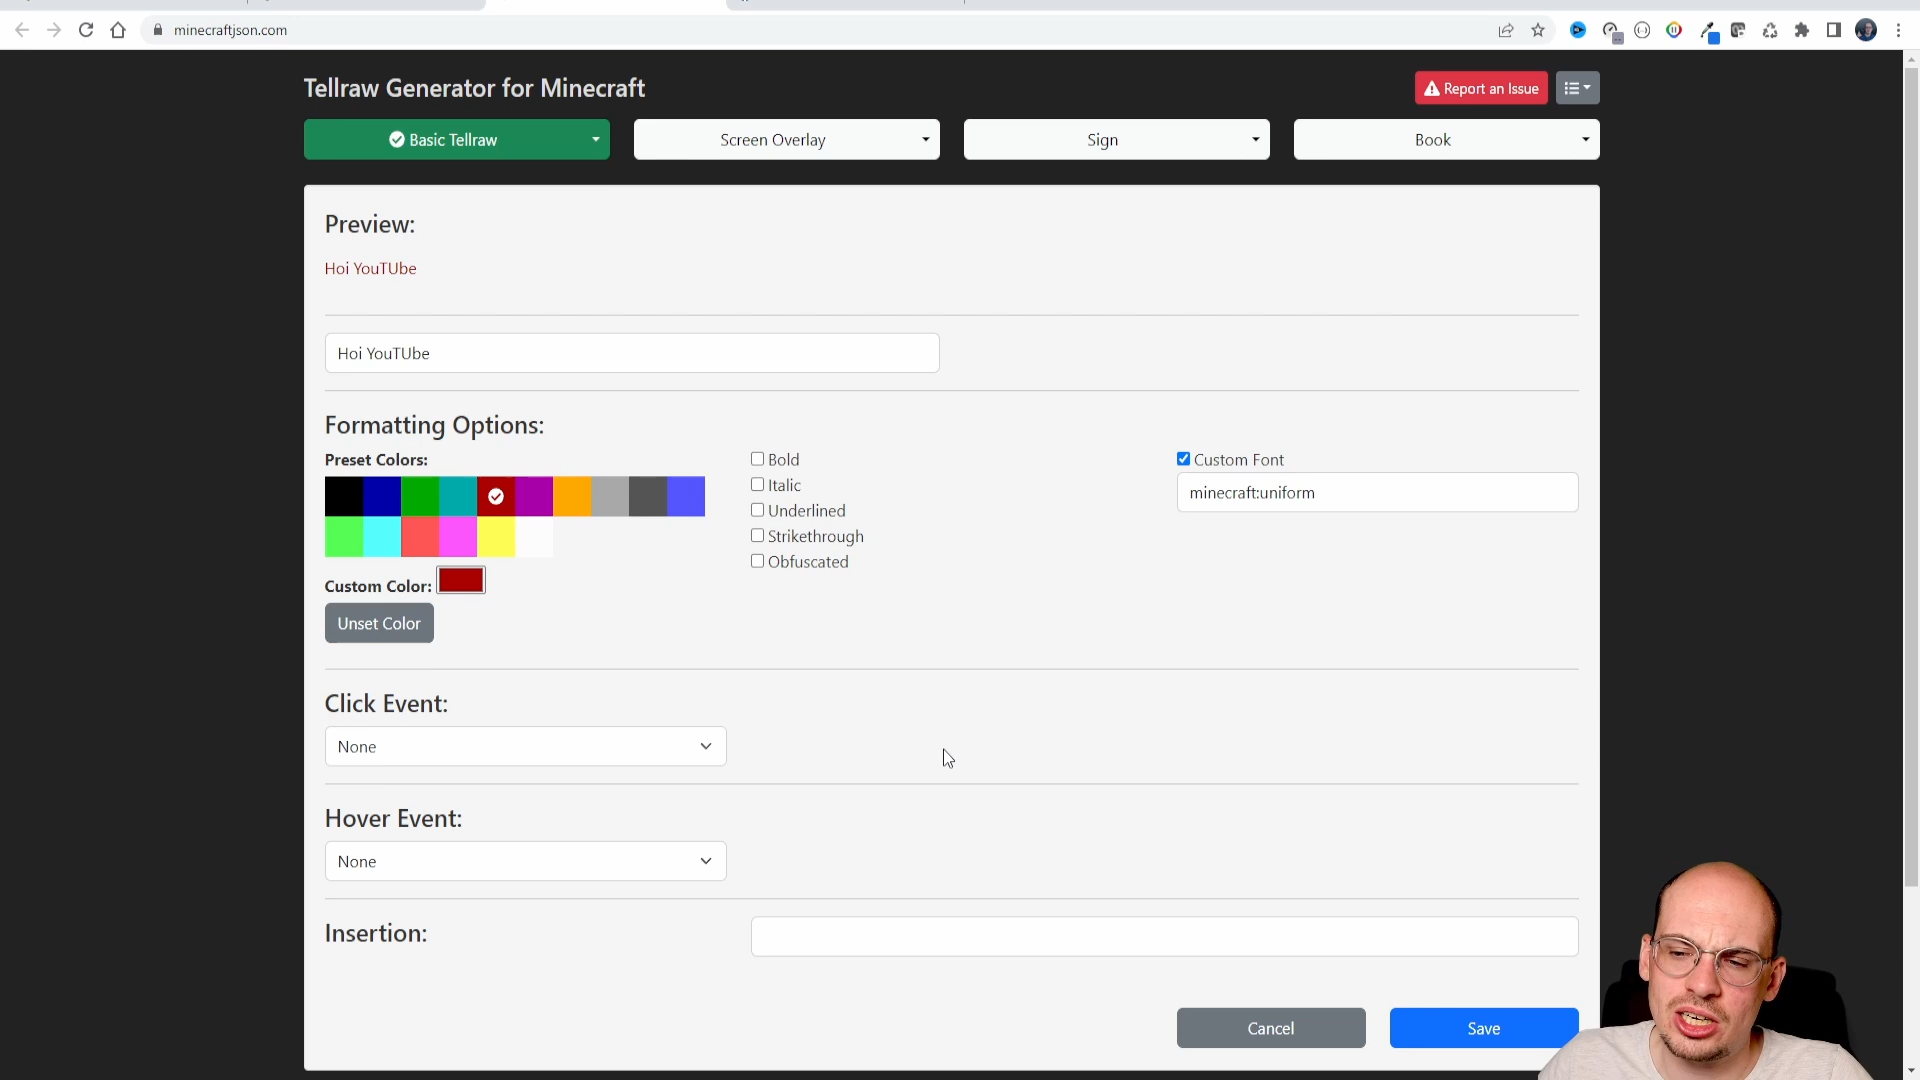 minecraftjson.com
Tellraw Generator for Minecraft
Report an Issue
Basic Tellraw
Screen Overlay
Sign
Book
Preview:
Hoi YouTUbe
Hoi YouTUbe
Formatting Options:
Preset Colors:
Bold
Italic
Underlined
Strikethrough
Obfuscated
Custom Font
minecraft:uniform
Custom Color:
Unset Color
Click Event:
None
Hover Event:
None
Insertion:
Cancel
Save